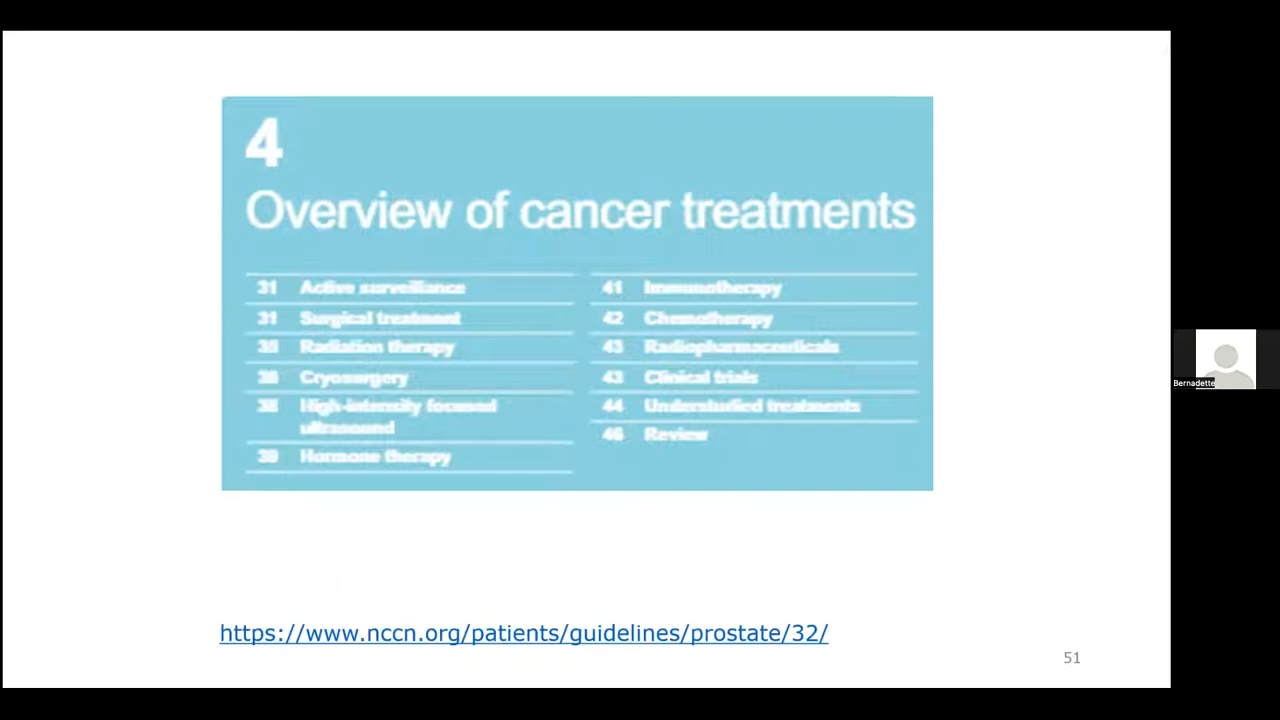 4
Overview of cancer treatments
31 Active surveillance
31 Surgical treatment
35 Radiation therapy
38 Cryosurgery
38 High-intensity focused
ultrasound
39 Hormone therapy
41 Immunotherapy
42 Chemotherapy
43 Radiopharmaceuticals
43 Clinical trials
44 Understudied treatments
Review
https://www.nccn.org/patients/guidelines/prostate/32/
51
Bernadette